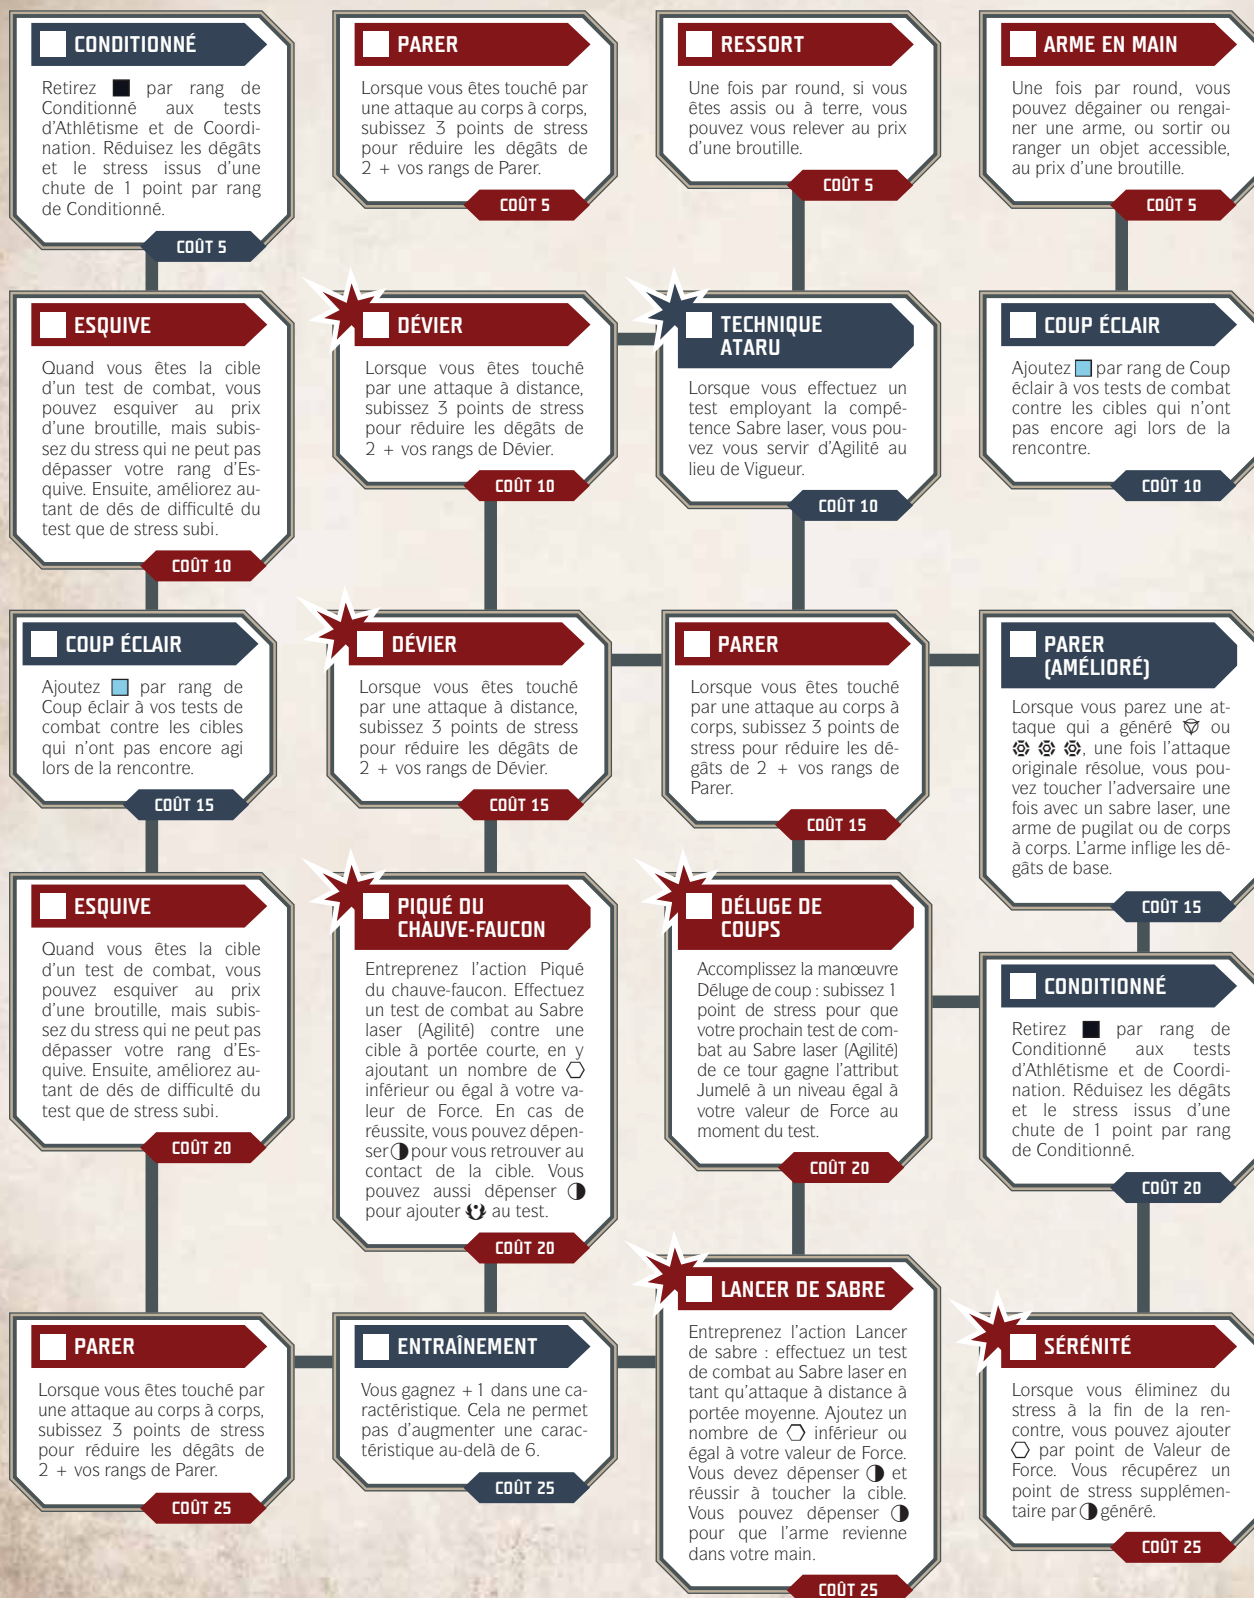 CONDITIONNÉ
Retirez par rang de
Conditionné aux tests
d'Athlétisme et de Coordi-
nation. Réduisez les dégâts
et le stress issus d'une
chute de 1 point par rang
de Conditionné.
COÛT 5
PARER
Lorsque vous êtes touché par
une attaque au corps à corps,
subissez 3 points de stress
pour réduire les dégâts de
2 + vos rangs de Parer.
COÛT 5
RESSORT
Une fois par round, si vous
êtes assis ou à terre, vous
pouvez vous relever au prix
d'une broutille.
COÛT 5
ARME EN MAIN
Une fois par round, vous
pouvez dégainer ou rengai-
ner une arme, ou sortir ou
ranger un objet accessible,
au prix d'une broutille.
COÛT 5
ESQUIVE
Quand vous êtes la cible
d'un test de combat, vous
pouvez esquiver au prix
d'une broutille, mais subis-
sez du stress qui ne peut pas
dépasser votre rang d'Es-
quive. Ensuite, améliorez au-
tant de dés de difficulté du
test que de stress subi.
COÛT 10
DÉVIER
Lorsque vous êtes touché
par une attaque à distance,
subissez 3 points de stress
pour réduire les dégâts de
2 + vos rangs de Dévier.
COÛT 10
TECHNIQUE
ATARU
Lorsque vous effectuez un
test employant la compé-
tence Sabre laser, vous pou-
vez vous servir d'Agilité au
lieu de Vigueur.
COÛT 10
COUP ÉCLAIR
Ajoutez par rang de Coup
éclair à vos tests de combat
contre les cibles qui n'ont
pas encore agi lors de la
rencontre.
COÛT 10
COUP ÉCLAIR
Ajoutez par rang de
Coup éclair à vos tests de
combat contre les cibles
qui n'ont pas encore agi
lors de la rencontre.
COÛT 15
DÉVIER
Lorsque vous êtes touché
par une attaque à distance,
subissez 3 points de stress
pour réduire les dégâts de
2 + vos rangs de Dévier.
COÛT 15
PARER
Lorsque vous êtes touché
par une attaque au corps à
corps, subissez 3 points de
stress pour réduire les dé-
gâts de 2 + vos rangs de
Parer.
COÛT 15
PARER
(AMÉLIORÉ)
Lorsque vous parez une at-
taque qui a généré ou
, une fois l'attaque
originale résolue, vous pou-
vez toucher l'adversaire une
fois avec un sabre laser, une
arme de pugilat ou de corps
à corps. L'arme inflige les dé-
gâts de base.
COÛT 15
ESQUIVE
Quand vous êtes la cible
d'un test de combat, vous
pouvez esquiver au prix
d'une broutille, mais subis-
sez du stress qui ne peut pas
dépasser votre rang d'Es-
quive. Ensuite, améliorez au-
tant de dés de difficulté du
test que de stress subi.
COÛT 20
PIQUÉ DU
CHAUVE-FAUCON
Entreprenez l'action Piqué
du chauve-faucon. Effectuez
un test de combat au Sabre
laser (Agilité) contre une
cible à portée courte, en y
ajoutant un nombre de
inférieur ou égal à votre va-
leur de Force. En cas de
réussite, vous pouvez dépen-
ser pour vous retrouver au
contact de la cible. Vous
pouvez aussi dépenser
pour ajouter au test.
COÛT 20
DÉLUGE DE
COUPS
Accomplissez la manœuvre
Déluge de coup : subissez 1
point de stress pour que
votre prochain test de com-
bat au Sabre laser (Agilité)
de ce tour gagne l'attribut
Jumelé à un niveau égal à
votre valeur de Force au
moment du test.
COÛT 20
CONDITIONNÉ
Retirez par rang de
Conditionné aux tests
d'Athlétisme et de Coordi-
nation. Réduisez les dégâts
et le stress issus d'une
chute de 1 point par rang
de Conditionné.
COÛT 20
PARER
Lorsque vous êtes touché par
une attaque au corps à corps,
subissez 3 points de stress
pour réduire les dégâts de
2 + vos rangs de Parer.
COÛT 25
ENTRAÎNEMENT
Vous gagnez +1 dans une ca-
ractéristique. Cela ne permet
pas d'augmenter une carac-
téristique au-delà de 6.
COÛT 25
LANCER DE SABRE
Entreprenez l'action Lancer
de sabre : effectuez un test
de combat au Sabre laser en
tant qu'attaque à distance à
portée moyenne. Ajoutez un
nombre de inférieur ou
égal à votre valeur de Force.
Vous devez dépenser et
réussir à toucher la cible.
Vous pouvez dépenser
pour que l'arme revienne
dans votre main.
COÛT 25
SÉRÉNITÉ
Lorsque vous éliminez du
stress à la fin de la ren-
contre, vous pouvez ajouter
par point de Valeur de
Force. Vous récupérez un
point de stress supplémen-
taire par généré.
COÛT 25